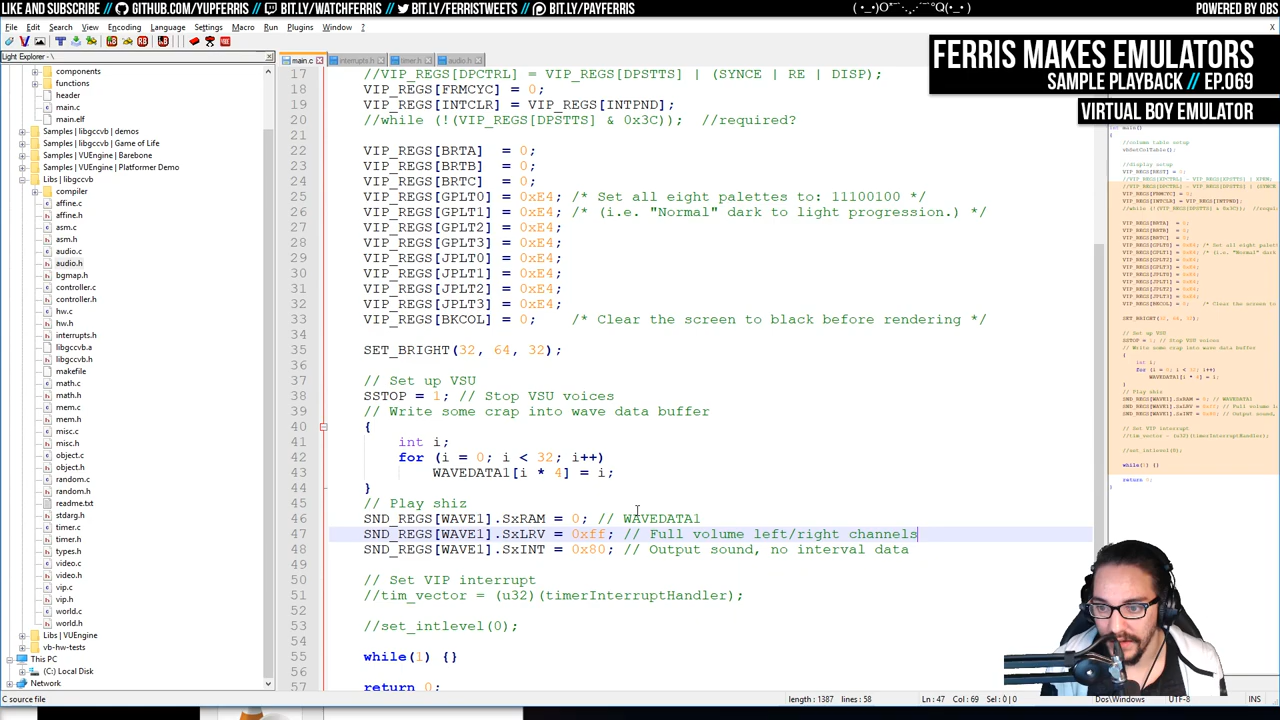 LIKE AND SUBSCRIBE GITHUB.COM/YUPFERRIS BIT.LY/WATCHFERRIS BIT.LY/FERRISTWEETS BIT.LY/PAYFERRIS POWERED BY OBS
FERRIS MAKES EMULATORS
SAMPLE PLAYBACK // EP.069
VIRTUAL BOY EMULATOR
File Edit Search View Encoding Language Settings Macro Run Plugins Window ?
Light Explorer
main.c interrupts.h timer.h audio.h
components
functions
header
main.c
main.elf
Samples | libgccvb | demos
Samples | libgccvb | Game of Life
Samples | VUEngine | Barebone
Samples | VUEngine | Platformer Demo
Libs | libgccvb
compiler
affine.c
affine.h
asm.c
asm.h
audio.c
audio.h
bgmap.h
controller.c
controller.h
hw.c
hw.h
interrupts.h
libgccvb.a
libgccvb.h
makefile
math.c
math.h
mem.c
mem.h
misc.c
misc.h
object.c
object.h
random.c
random.h
readme.txt
stdarg.h
timer.c
timer.h
types.h
video.c
video.h
vip.c
vip.h
world.c
world.h
Libs | VUEngine
vb-hw-tests
This PC
(C:) Local Disk
Network
17 //VIP_REGS[DPCTRL] = VIP_REGS[DPSTTS] | (SYNCE | RE | DISP);
18 VIP_REGS[FRMCYC] = 0;
19 VIP_REGS[INTCLR] = VIP_REGS[INTPND];
20 //while (!(VIP_REGS[DPSTTS] & 0x3C)); //required?
21
22 VIP_REGS[BRTA] = 0;
23 VIP_REGS[BRTB] = 0;
24 VIP_REGS[BRTC] = 0;
25 VIP_REGS[GPLT0] = 0xE4; /* Set all eight palettes to: 11100100 */
26 VIP_REGS[GPLT1] = 0xE4; /* (i.e. "Normal" dark to light progression.) */
27 VIP_REGS[GPLT2] = 0xE4;
28 VIP_REGS[GPLT3] = 0xE4;
29 VIP_REGS[JPLT0] = 0xE4;
30 VIP_REGS[JPLT1] = 0xE4;
31 VIP_REGS[JPLT2] = 0xE4;
32 VIP_REGS[JPLT3] = 0xE4;
33 VIP_REGS[BKCOL] = 0; /* Clear the screen to black before rendering */
34
35 SET_BRIGHT(32, 64, 32);
36
37 // Set up VSU
38 SSTOP = 1; // Stop VSU voices
39 // Write some crap into wave data buffer
40 {
41 int i;
42 for (i = 0; i < 32; i++)
43 WAVEDATA1[i * 4] = i;
44 }
45 // Play shiz
46 SND_REGS[WAVE1].SxRAM = 0; // WAVEDATA1
47 SND_REGS[WAVE1].SxLRV = 0xff; // Full volume left/right channels
48 SND_REGS[WAVE1].SxINT = 0x80; // Output sound, no interval data
49
50 // Set VIP interrupt
51 //tim_vector = (u32)(timerInterruptHandler);
52
53 //set_intlevel(0);
54
55 while(1) {}
56
57 return 0;
C source file length : 1387 lines : 58 Ln : 47 Col : 69 Sel : 0 | 0 Dos\Windows UTF-8 INS